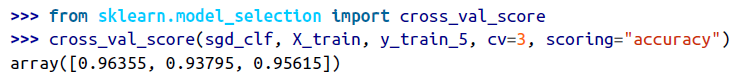 >>> from sklearn.model_selection import cross_val_score
>>> cross_val_score(sgd_clf, X_train, y_train_5, cv=3, scoring="accuracy")
array([0.96355, 0.93795, 0.95615])